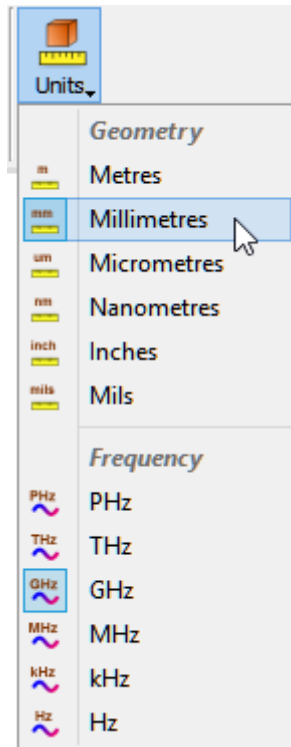 Units
Geometry
m Metres
mm Millimetres
um Micrometres
nm Nanometres
inch Inches
mils Mils
Frequency
PHz PHz
THz THz
GHz GHz
MHz MHz
kHz kHz
Hz Hz